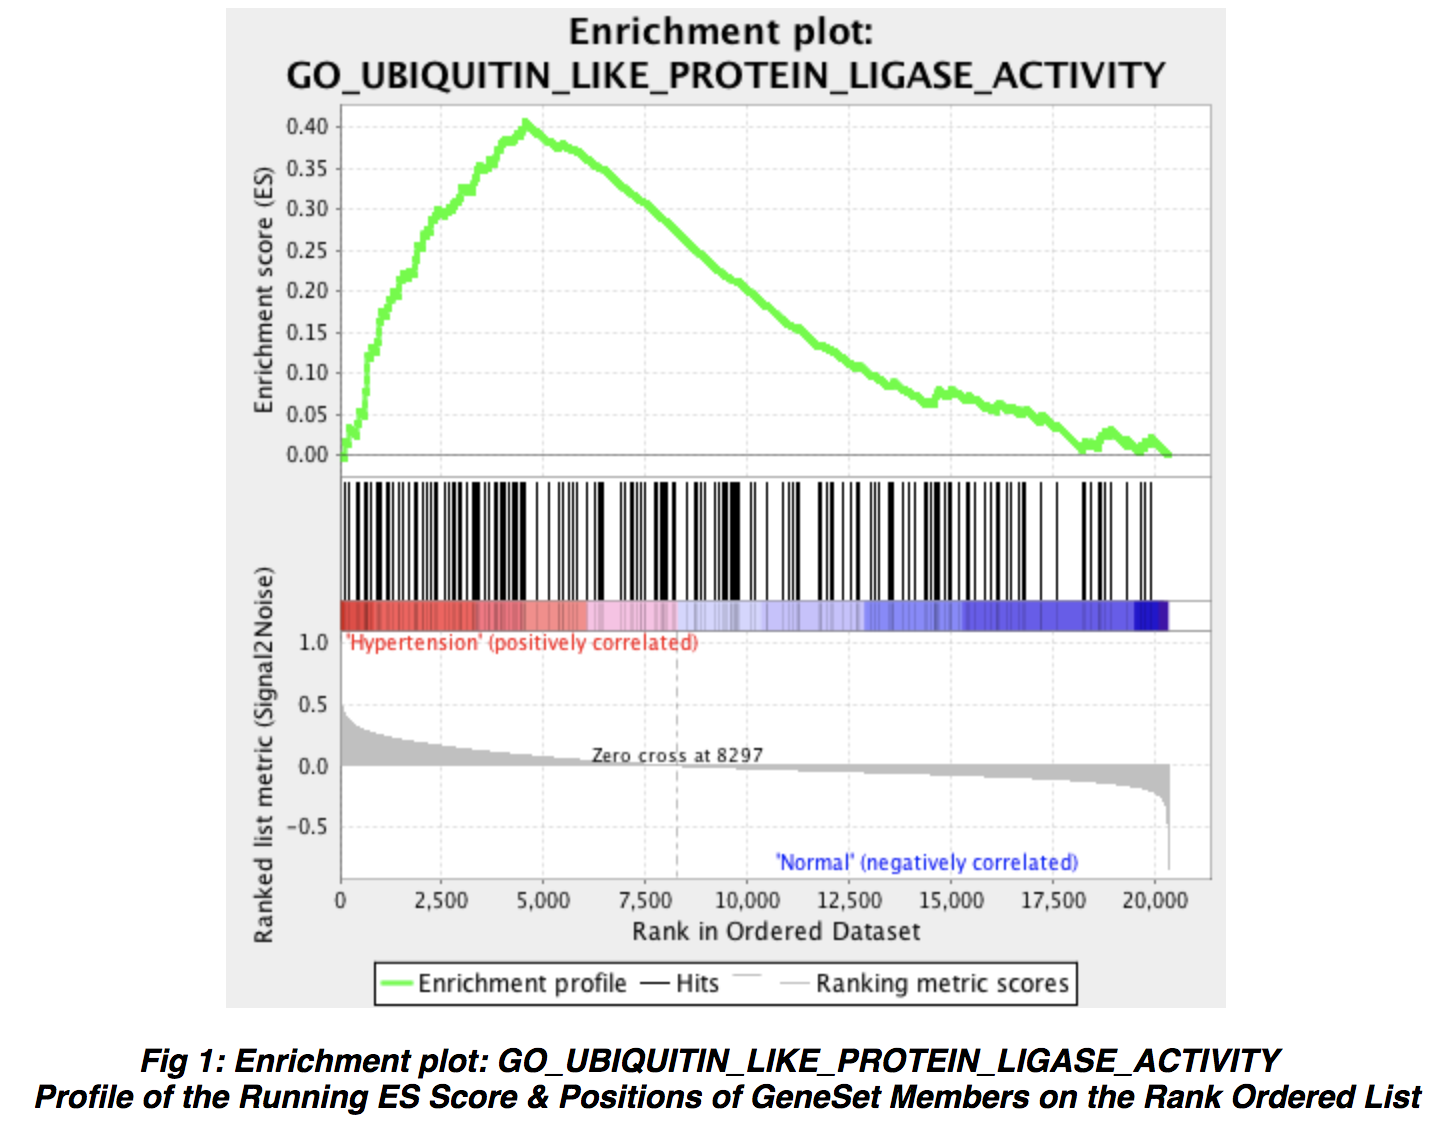 Enrichment plot:
GO_UBIQUITIN_LIKE_PROTEIN_LIGASE_ACTIVITY
Enrichment score (ES)
0.40
0.35
0.30
0.25
0.20
0.15
0.10
0.05
0.00
Ranked list metric (Signal2Noise)
'Hypertension' (positively correlated)
1.0
0.5
0.0
-0.5
Zero cross at 8297
'Normal' (negatively correlated)
0 2,500 5,000 7,500 10,000 12,500 15,000 17,500 20,000
Rank in Ordered Dataset
Enrichment profile Hits Ranking metric scores
Fig 1: Enrichment plot: GO_UBIQUITIN_LIKE_PROTEIN_LIGASE_ACTIVITY
Profile of the Running ES Score & Positions of GeneSet Members on the Rank Ordered List